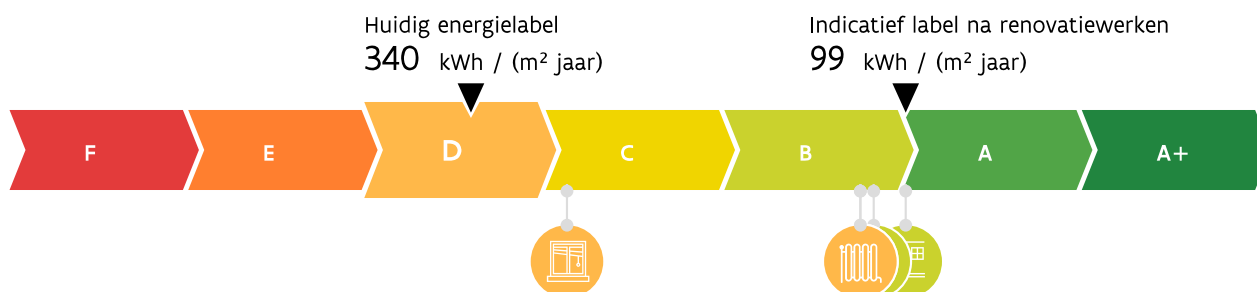 Huidig energielabel
340 kWh / (m² jaar)
Indicatief label na renovatiewerken
99 kWh / (m² jaar)
F E D C B A A+